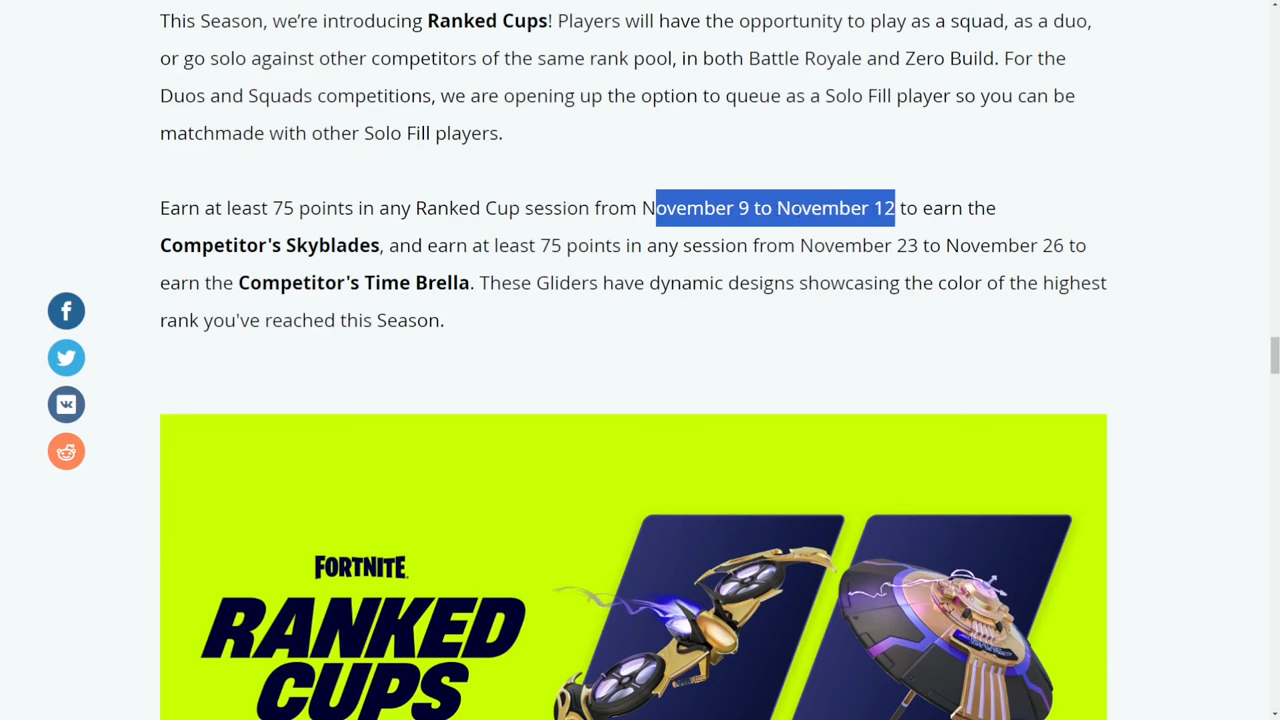 This Season, we’re introducing Ranked Cups! Players will have the opportunity to play as a squad, as a duo,
or go solo against other competitors of the same rank pool, in both Battle Royale and Zero Build. For the
Duos and Squads competitions, we are opening up the option to queue as a Solo Fill player so you can be
matchmade with other Solo Fill players.
Earn at least 75 points in any Ranked Cup session from November 9 to November 12 to earn the
Competitor's Skyblades, and earn at least 75 points in any session from November 23 to November 26 to
earn the Competitor's Time Brella. These Gliders have dynamic designs showcasing the color of the highest
rank you've reached this Season.
FORTNITE
RANKED
CUPS